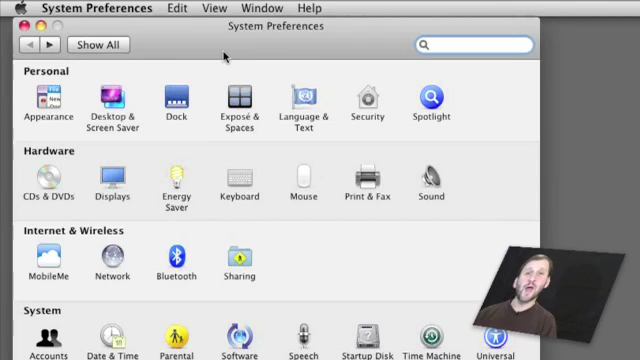 System Preferences Edit View Window Help
System Preferences
Show All
Personal
Appearance Desktop & Screen Saver Dock Exposé & Spaces Language & Text Security Spotlight
Hardware
CDs & DVDs Displays Energy Saver Keyboard Mouse Print & Fax Sound
Internet & Wireless
MobileMe Network Bluetooth Sharing
System
Accounts Date & Time Parental Software Speech Startup Disk Time Machine Universal